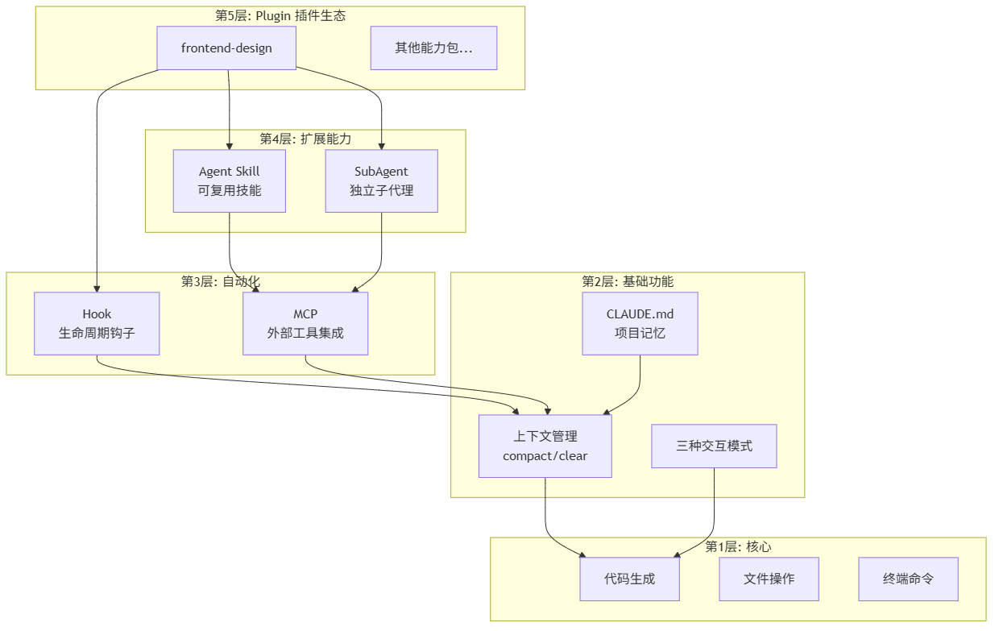 第5层: Plugin 插件生态
frontend-design
其他能力包...
第4层: 扩展能力
Agent Skill
可复用技能
SubAgent
独立子代理
第3层: 自动化
Hook
生命周期钩子
MCP
外部工具集成
第2层: 基础功能
CLAUDE.md
项目记忆
上下文管理
compact/clear
三种交互模式
第1层: 核心
代码生成
文件操作
终端命令